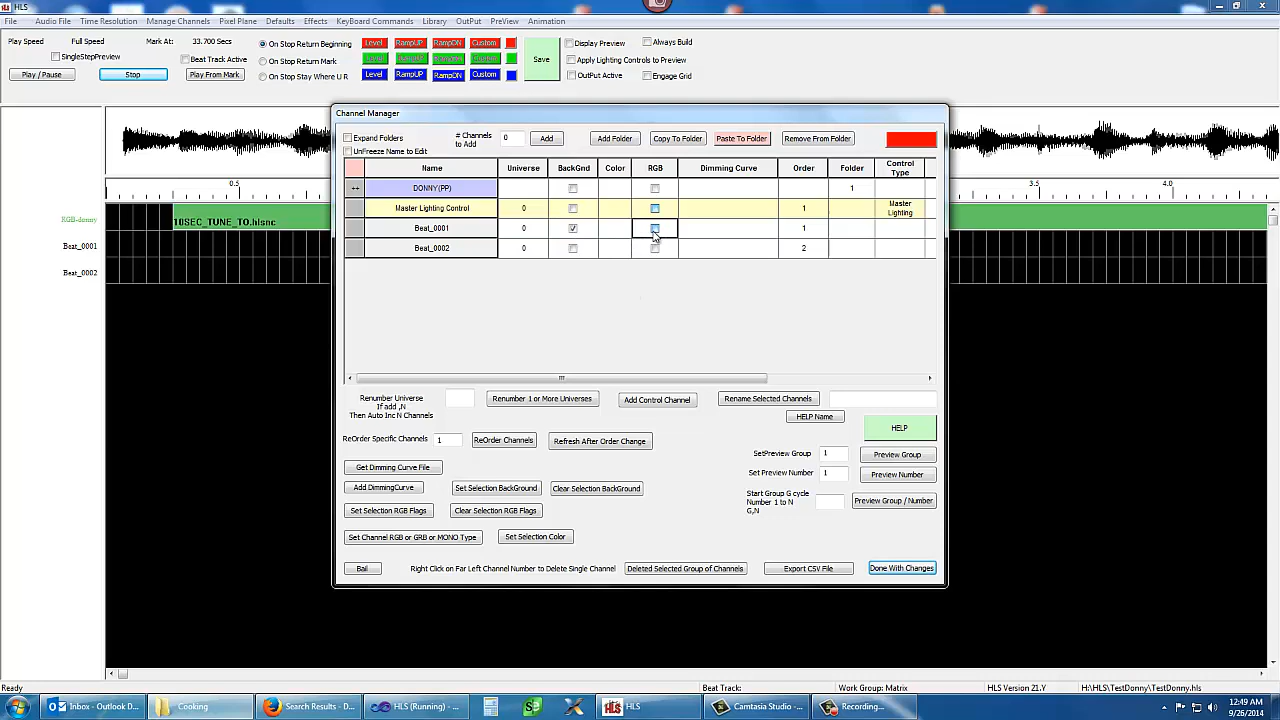 HLS
File Audio File Time Resolution Manage Channels Pixel Plane Defaults Effects KeyBoard Commands Library OutPut PreView Animation
Play Speed Full Speed Mark At: 33.700 Sec
SingleStepPreview Beat Track Active
Play / Pause Stop Play From Mark
On Stop Return Beginning
On Stop Return Mark
On Stop Stay Where U R
Level RampUP RampDN Custom
Level RampUP RampDN Custom
Level RampUP RampDN Custom
Save
Display Preview Always Build
Apply Lighting Controls to Preview
OutPut Active Engage Grid
0.5 3.5 4.0
RGB-donny 10SEC_TUNE_TO.hlsnc
Beat_0001
Beat_0002
Channel Manager
Expand Folders
UnFreeze Name to Edit
# Channels to Add 0 Add Add Folder Copy To Folder Paste To Folder Remove From Folder
Name Universe BackGnd Color RGB Dimming Curve Order Folder Control Type
++ DONNY(PP) 1
Master Lighting Control 0 1 Master Lighting
Beat_0001 0 1
Beat_0002 0 2
Renumber Universe
If add ,N
Then Auto Inc N Channels
Renumber 1 or More Universes Add Control Channel Rename Selected Channels
HELP Name
HELP
ReOrder Specific Channels 1 ReOrder Channels Refresh After Order Change
SetPreview Group 1 Preview Group
Get Dimming Curve File
Set Preview Number 1 Preview Number
Add DimmingCurve Set Selection BackGround Clear Selection BackGround
Start Group G cycle
Number 1 to N
G,N
Preview Group / Number
Set Selection RGB Flags Clear Selection RGB Flags
Set Channel RGB or GRB or MONO Type Set Selection Color
Bail Right Click on Far Left Channel Number to Delete Single Channel Deleted Selected Group of Channels Export CSV File Done With Changes
Ready Beat Track: Work Group: Matrix HLS Version 21.Y H:\HLS\TestDonny\TestDonny.hls
Inbox - Outlook D... Cooking Search Results - D... HLS (Running) - ... HLS Camtasia Studio -... Recording...
12:49 AM
9/26/2014